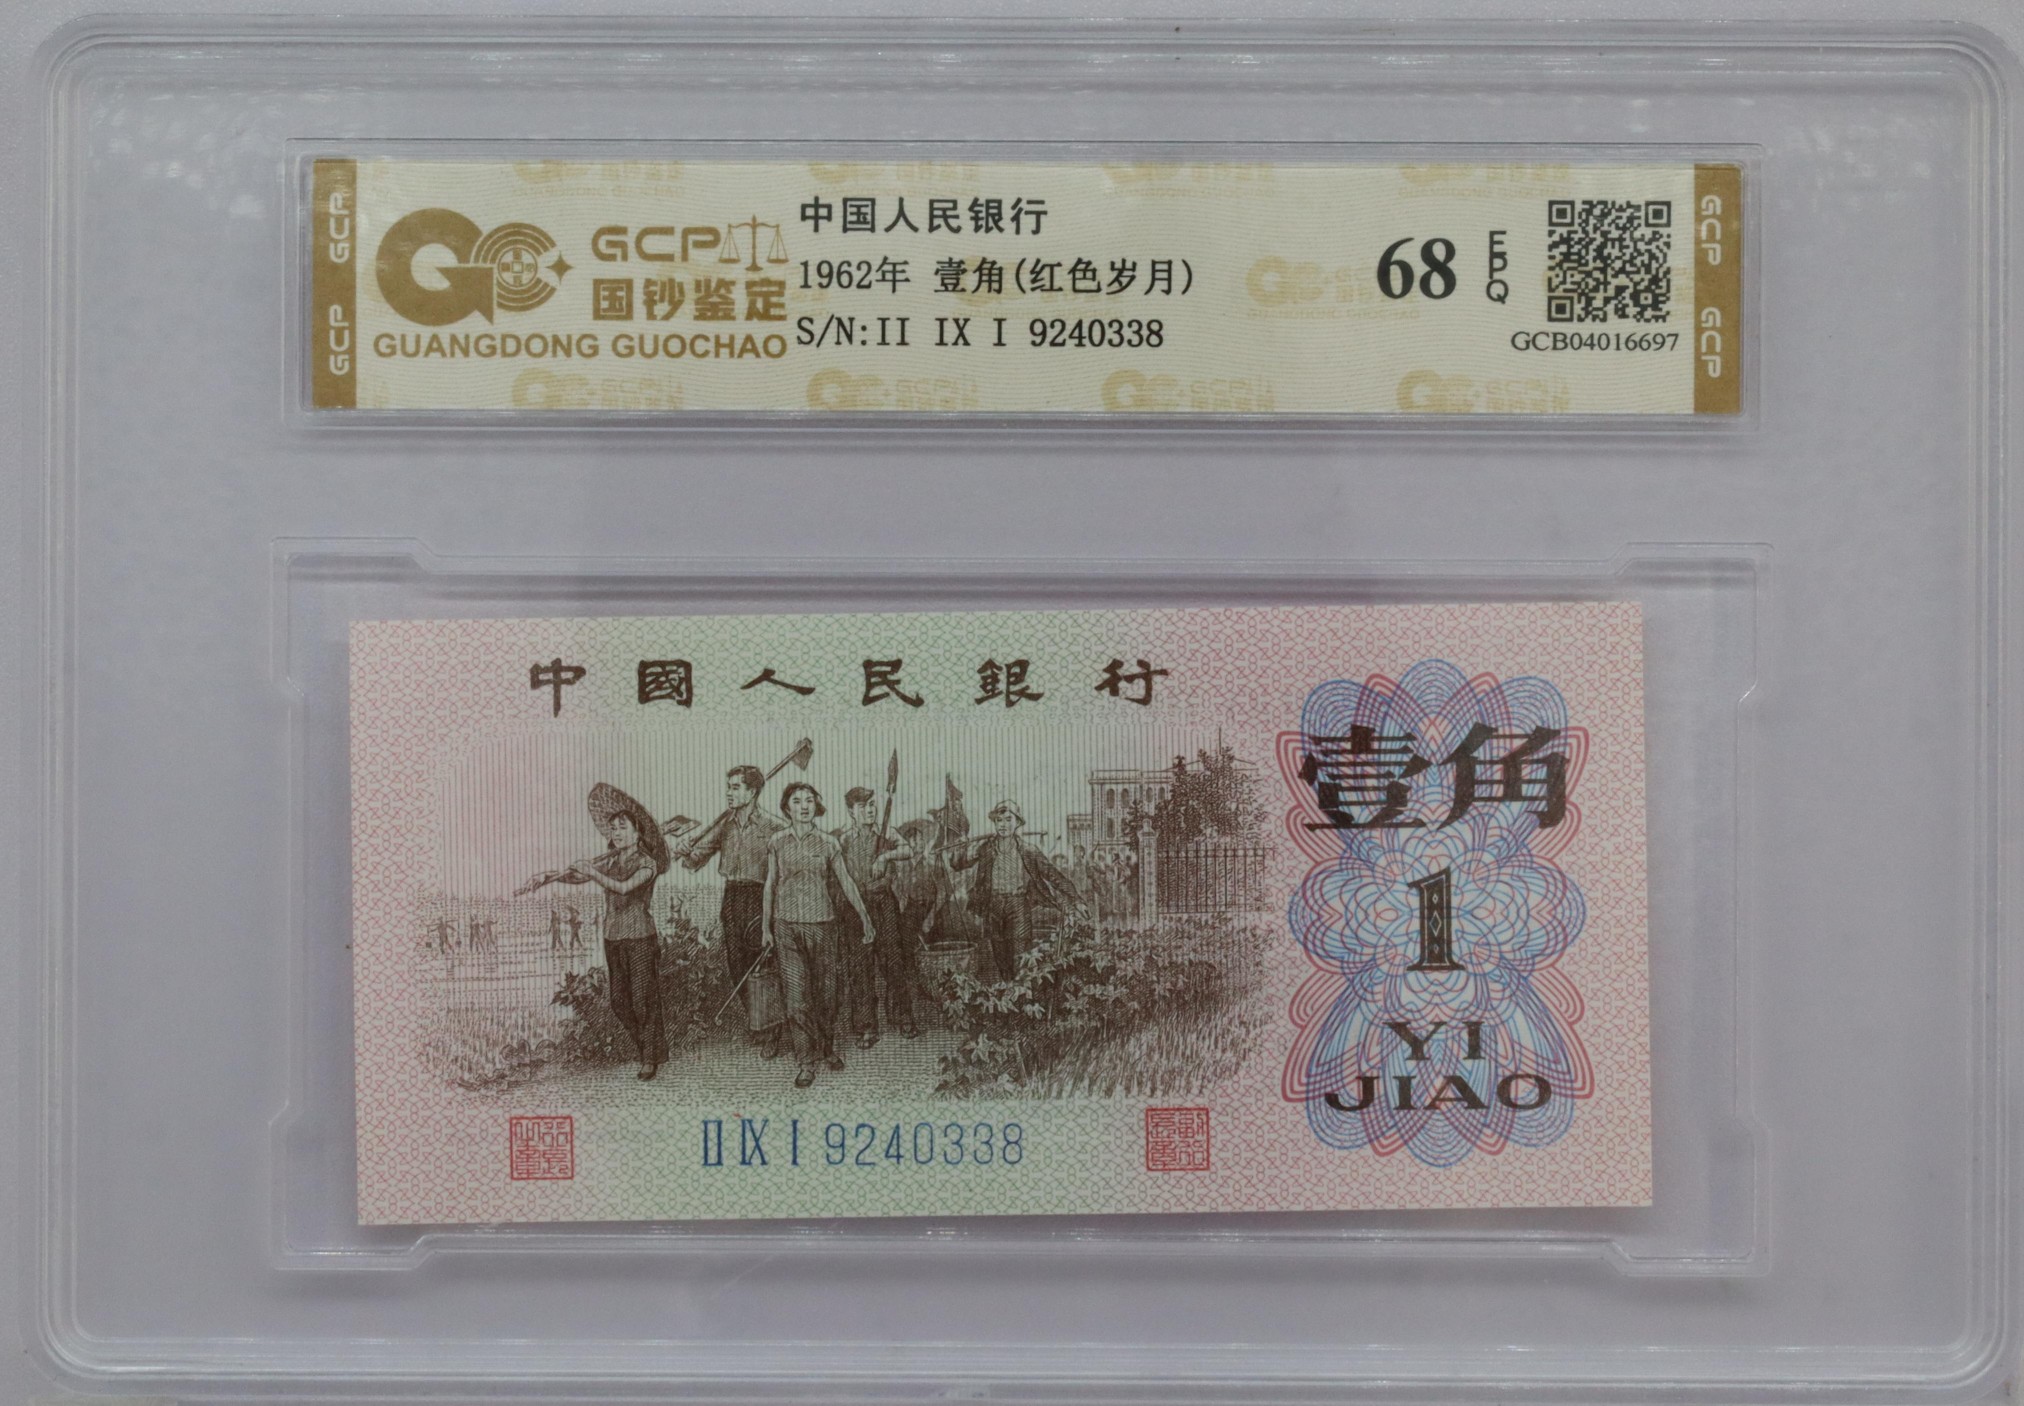 GCP
GCP
GCP
国钞鉴定
GUANGDONG GUOCHAO
中国人民银行
1962年 壹角(红色岁月)
S/N:II IX I 9240338
68
EPQ
GCB04016697
GCP
GCP
中國人民銀行
壹角
1
YI
JIAO
II IX I 9240338